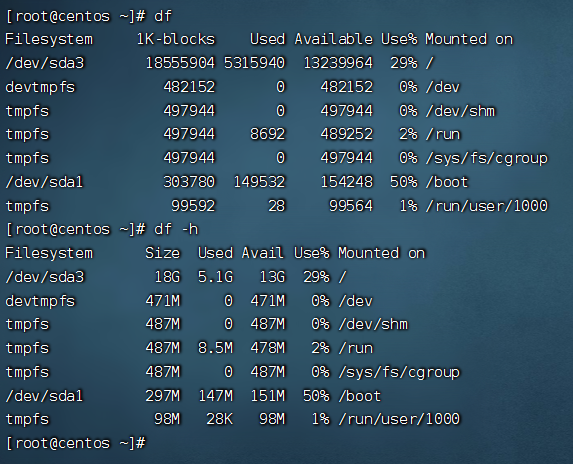 [root@centos ~]# df
Filesystem     1K-blocks    Used Available Use% Mounted on
/dev/sda3       18555904 5315940  13239964  29% /
devtmpfs          482152       0    482152   0% /dev
tmpfs             497944       0    497944   0% /dev/shm
tmpfs             497944    8692    489252   2% /run
tmpfs             497944       0    497944   0% /sys/fs/cgroup
/dev/sda1         303780  149532    154248  50% /boot
tmpfs              99592      28     99564   1% /run/user/1000
[root@centos ~]# df -h
Filesystem      Size  Used Avail Use% Mounted on
/dev/sda3        18G  5.1G   13G  29% /
devtmpfs        471M     0  471M   0% /dev
tmpfs           487M     0  487M   0% /dev/shm
tmpfs           487M  8.5M  478M   2% /run
tmpfs           487M     0  487M   0% /sys/fs/cgroup
/dev/sda1       297M  147M  151M  50% /boot
tmpfs            98M   28K   98M   1% /run/user/1000
[root@centos ~]#